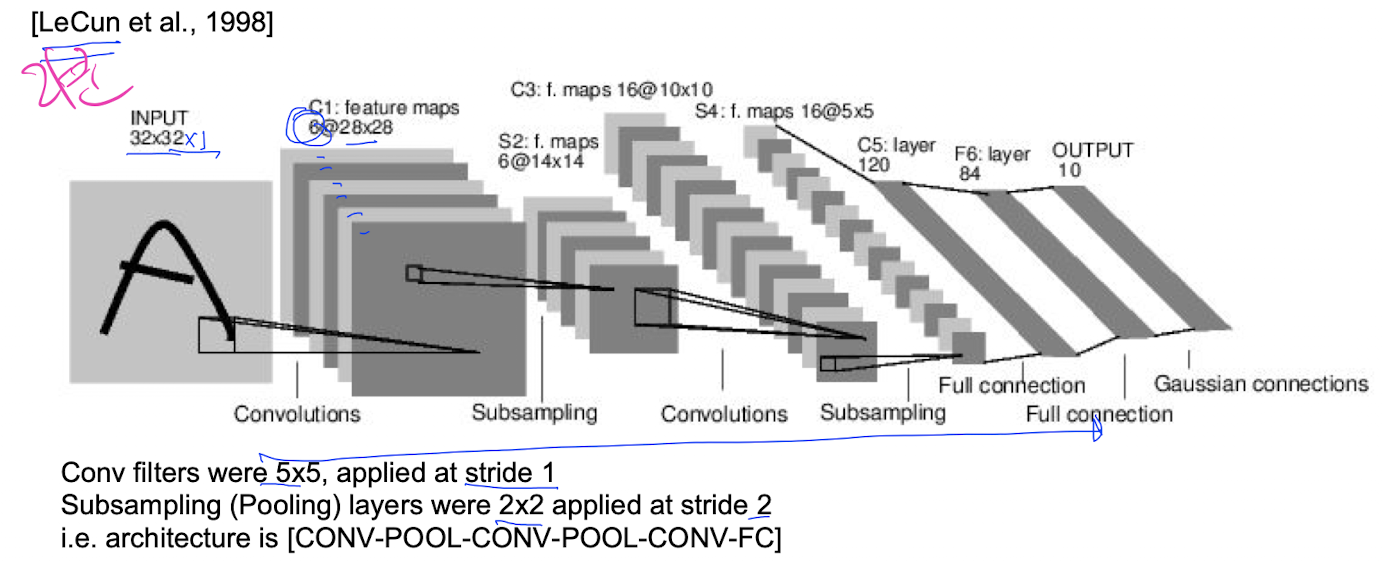 [LeCun et al., 1998]
INPUT
32x32x1
C1: feature maps
6@28x28
S2: f. maps
6@14x14
C3: f. maps 16@10x10
S4: f. maps 16@5x5
C5: layer
120
F6: layer
84
OUTPUT
10
Convolutions
Subsampling
Convolutions
Subsampling
Full connection
Full connection
Gaussian connections
Conv filters were 5x5, applied at stride 1
Subsampling (Pooling) layers were 2x2 applied at stride 2
i.e. architecture is [CONV-POOL-CONV-POOL-CONV-FC]